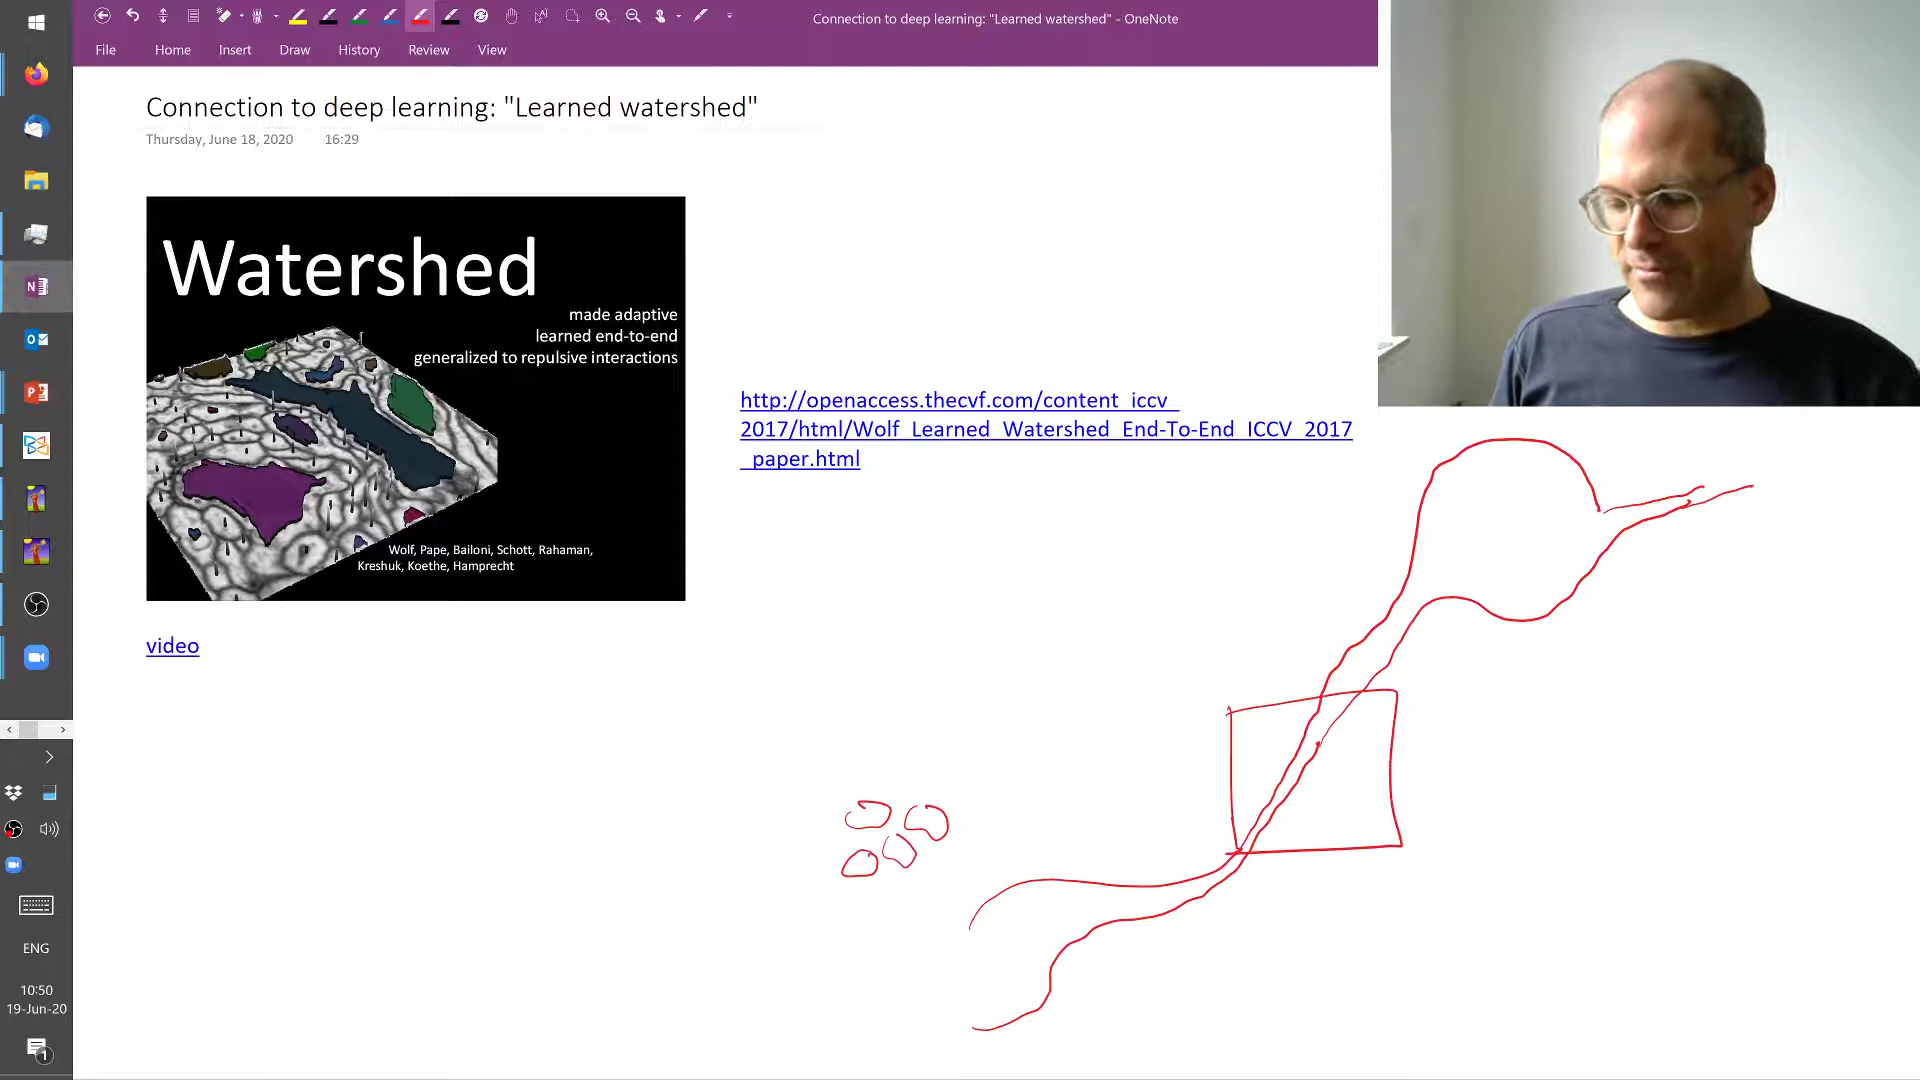 Connection to deep learning: "Learned watershed" - OneNote
File Home Insert Draw History Review View
Connection to deep learning: "Learned watershed"
Thursday, June 18, 2020 16:29
Watershed
made adaptive
learned end-to-end
generalized to repulsive interactions
Wolf, Pape, Bailoni, Schott, Rahaman,
Kreshuk, Koethe, Hamprecht
http://openaccess.thecvf.com/content_iccv_
2017/html/Wolf_Learned_Watershed_End-To-End_ICCV_2017
_paper.html
video
ENG
10:50
19-Jun-20
1